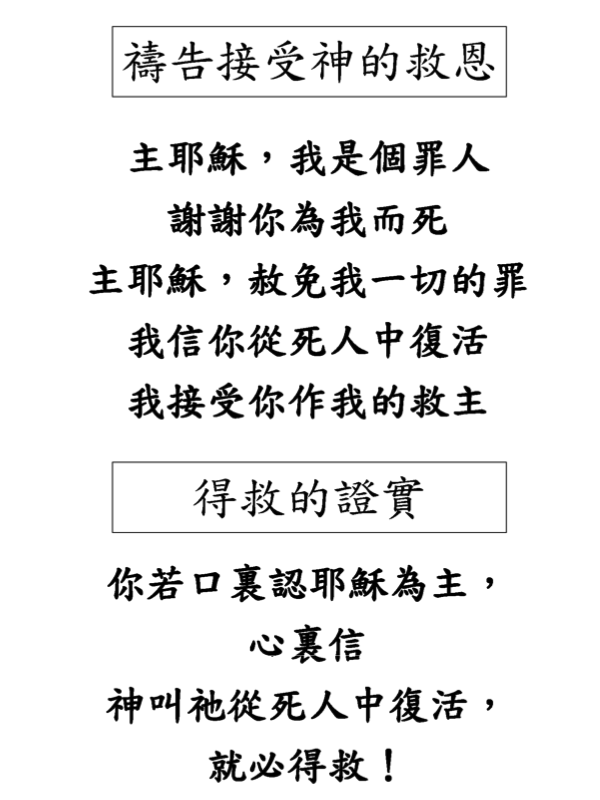 禱告接受神的救恩
主耶穌，我是個罪人
謝謝你為我而死
主耶穌，赦免我一切的罪
我信你從死人中復活
我接受你作我的救主
得救的證實
你若口裏認耶穌為主，
心裏信
神叫祂從死人中復活，
就必得救！